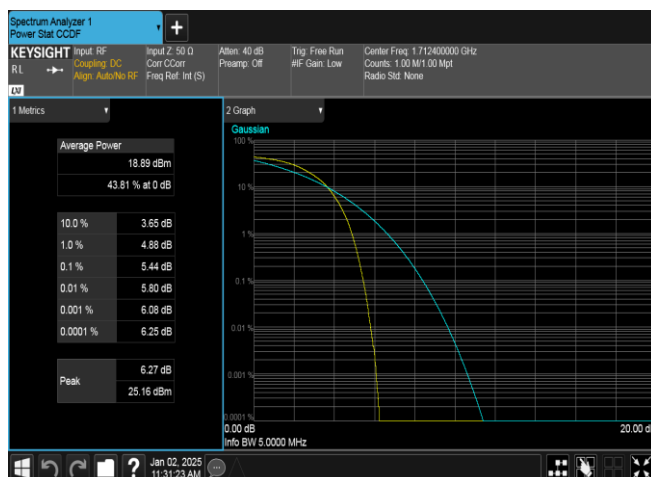 Spectrum Analyzer 1
Power Stat CCDF
+
KEYSIGHT
RL
LXI
Input: RF
Coupling: DC
Align: Auto/No RF
Input Z: 50 Ω
Corr CCorr
Freq Ref: Int (S)
Atten: 40 dB
Preamp: Off
Trig: Free Run
#IF Gain: Low
Center Freq: 1.712400000 GHz
Counts: 1.00 M/1.00 Mpt
Radio Std: None
1 Metrics
Average Power
18.89 dBm
43.81 % at 0 dB
10.0 % 3.65 dB
1.0 % 4.88 dB
0.1 % 5.44 dB
0.01 % 5.80 dB
0.001 % 6.08 dB
0.0001 % 6.25 dB
Peak
6.27 dB
25.16 dBm
2 Graph
Gaussian
100 %
10 %
1 %
0.1 %
0.01 %
0.001 %
0.0001 %
0.00 dB
20.00 d
Info BW 5.0000 MHz
?
Jan 02, 2025
11:31:23 AM